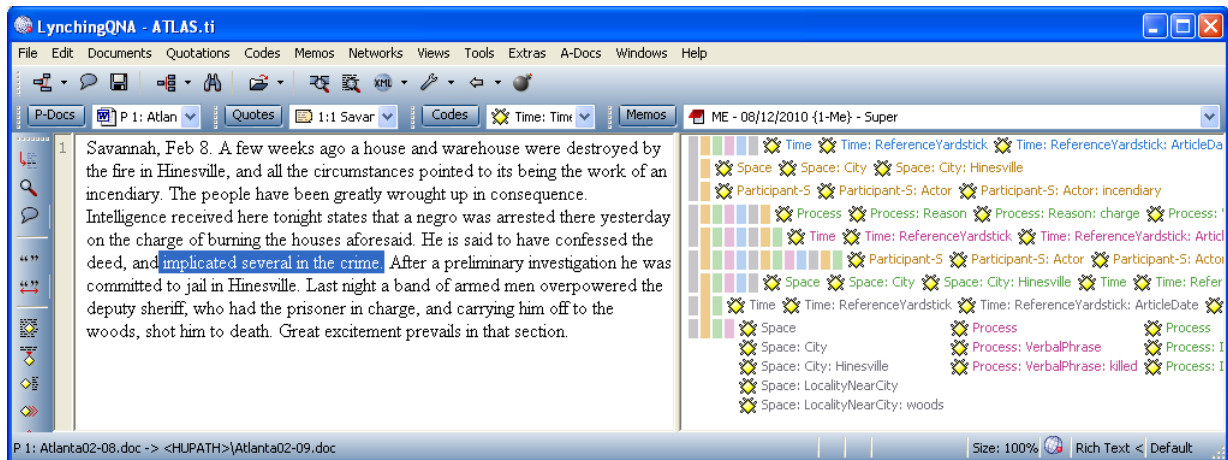 LynchingQNA - ATLAS.ti
File Edit Documents Quotations Codes Memos Networks Views Tools Extras A-Docs Windows Help
XML
P-Docs P 1: Atlan Quotes 1:1 Savar Codes Time: Time Memos ME - 08/12/2010 {1-Me} - Super
1
Savannah, Feb 8. A few weeks ago a house and warehouse were destroyed by
the fire in Hinesville, and all the circumstances pointed to its being the work of an
incendiary. The people have been greatly wrought up in consequence.
Intelligence received here tonight states that a negro was arrested there yesterday
on the charge of burning the houses aforesaid. He is said to have confessed the
deed, and implicated several in the crime. After a preliminary investigation he was
committed to jail in Hinesville. Last night a band of armed men overpowered the
deputy sheriff, who had the prisoner in charge, and carrying him off to the
woods, shot him to death. Great excitement prevails in that section.
Time Time: ReferenceYardstick Time: ReferenceYardstick: ArticleDa
Space Space: City Space: City: Hinesville
Participant-S Participant-S: Actor Participant-S: Actor: incendiary
Process Process: Reason Process: Reason: charge Process:
Time Time: ReferenceYardstick Time: ReferenceYardstick: Articl
Participant-S Participant-S: Actor Participant-S: Actor
Space Space: City Space: City: Hinesville Time Time: Refer
Time Time: ReferenceYardstick Time: ReferenceYardstick: ArticleDate
Space Process Process
Space: City Process: VerbalPhrase Process: I
Space: City: Hinesville Process: VerbalPhrase: killed Process: I
Space: LocalityNearCity
Space: LocalityNearCity: woods
P 1: Atlanta02-08.doc -> <HUPATH>\Atlanta02-09.doc Size: 100% Rich Text < Default